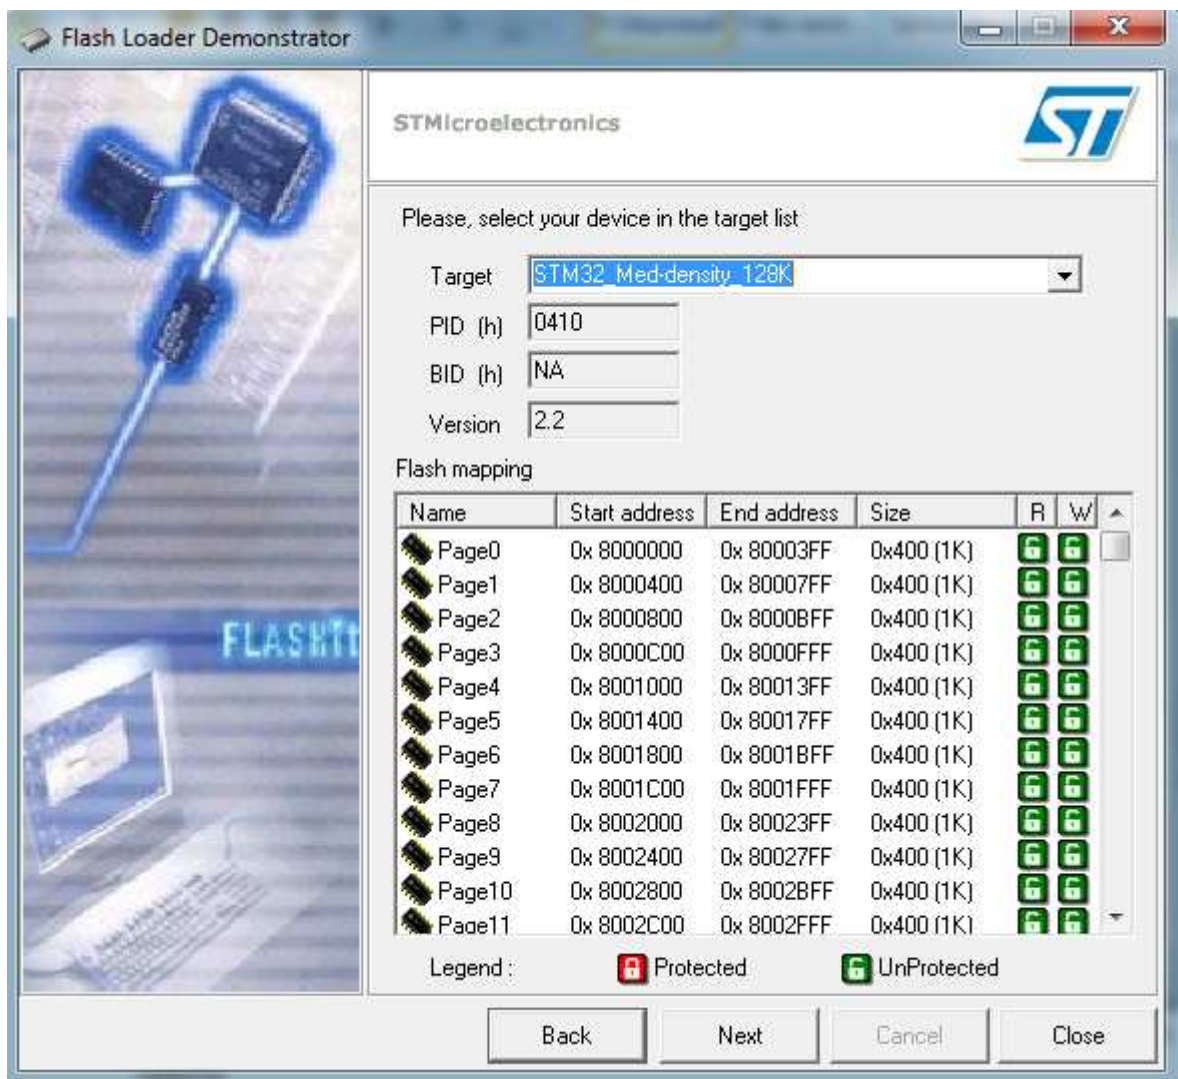 Flash Loader Demonstrator
STMicroelectronics
ST
Please, select your device in the target list
Target STM32_Med-density_128K
PID (h) 0410
BID (h) NA
Version 2.2
Flash mapping
Name Start address End address Size R W
Page0 0x 8000000 0x 80003FF 0x400 (1K)
Page1 0x 8000400 0x 80007FF 0x400 (1K)
Page2 0x 8000800 0x 8000BFF 0x400 (1K)
Page3 0x 8000C00 0x 8000FFF 0x400 (1K)
Page4 0x 8001000 0x 80013FF 0x400 (1K)
Page5 0x 8001400 0x 80017FF 0x400 (1K)
Page6 0x 8001800 0x 8001BFF 0x400 (1K)
Page7 0x 8001C00 0x 8001FFF 0x400 (1K)
Page8 0x 8002000 0x 80023FF 0x400 (1K)
Page9 0x 8002400 0x 80027FF 0x400 (1K)
Page10 0x 8002800 0x 8002BFF 0x400 (1K)
Page11 0x 8002C00 0x 8002FFF 0x400 (1K)
Legend : Protected UnProtected
Back Next Cancel Close